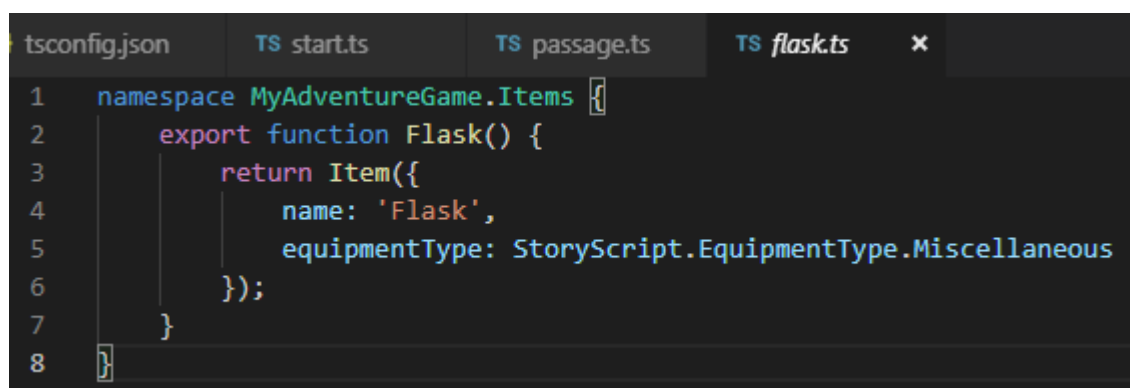 tsconfig.json TS start.ts TS passage.ts TS flask.ts ×
1 namespace MyAdventureGame.Items {
2     export function Flask() {
3         return Item({
4             name: 'Flask',
5             equipmentType: StoryScript.EquipmentType.Miscellaneous
6         });
7     }
8 }